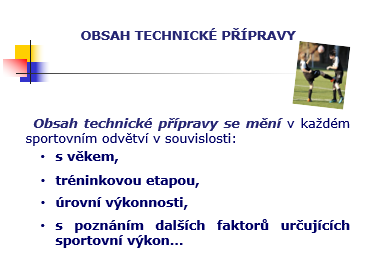 OBSAH TECHNICKÉ PŘÍPRAVY
Obsah technické přípravy se mění v každém
sportovním odvětví v souvislosti:
• s věkem,
• tréninkovou etapou,
• úrovní výkonnosti,
• s poznáním dalších faktorů určujících
sportovní výkon…